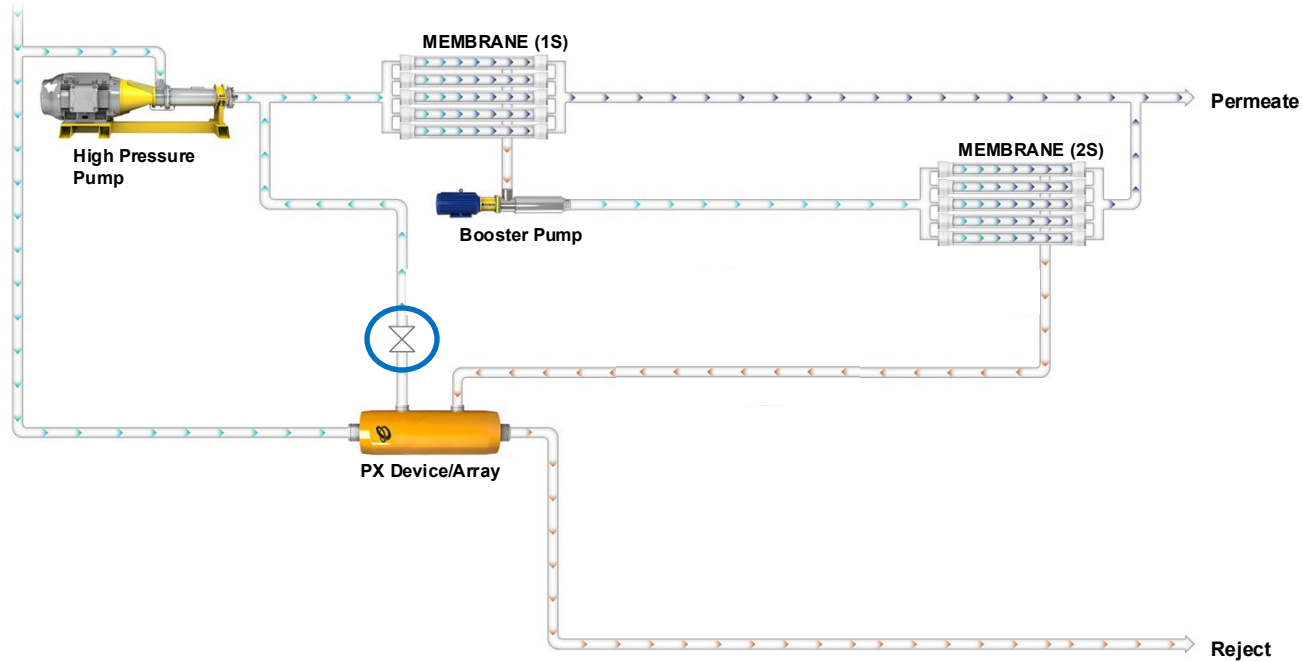 MEMBRANE (1S)
Permeate
High Pressure
Pump
MEMBRANE (2S)
Booster Pump
PX Device/Array
Reject